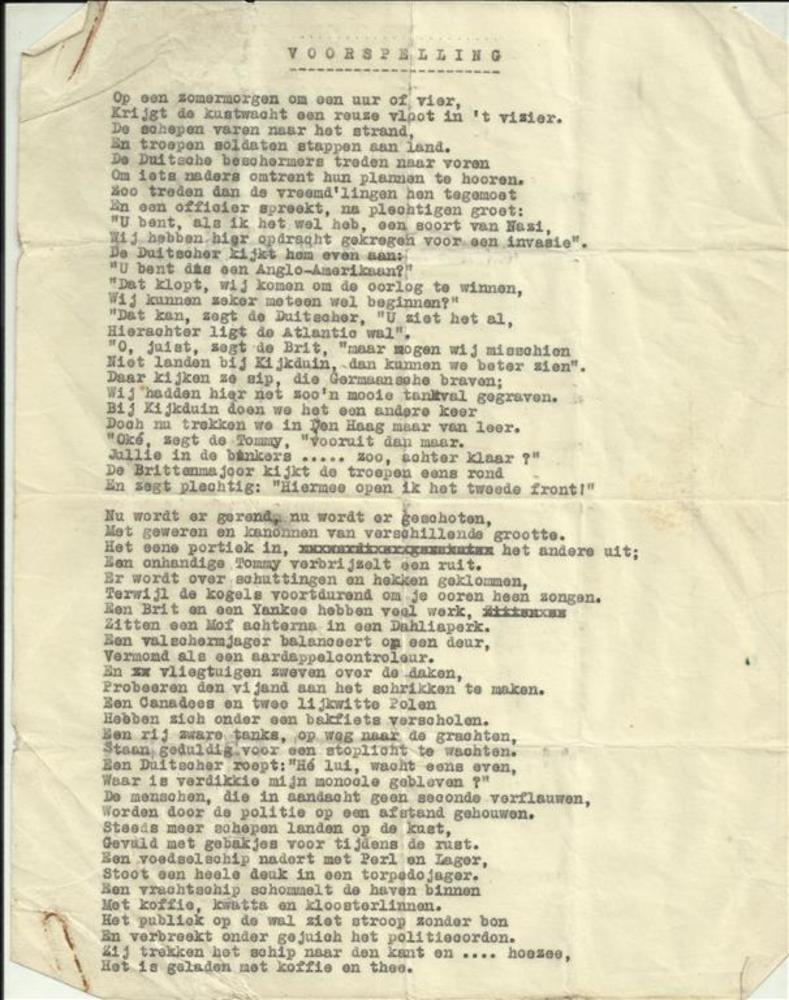 VOORSPELLING
Op een zomermorgen om een uur of vier,
Krijgt de kustwacht een reuze vloot in 't vizier.
De schepen varen naar het strand,
En troepen soldaten stappen aan land.
De Duitsche beschermers treden naar voren
Om iets naders omtrent hun plannen te hooren.
Zoo treden dan de vreemd'lingen hen tegemoet
En een officier spreekt, na plechtigen groet:
"U bent, als ik het wel heb, een soort van Nazi,
Wij hebben hier opdracht gekregen voor een invasie".
De Duitscher kijkt hem even aan:
"U bent dus een Anglo-Amerikaan?"
"Dat klopt, wij komen om de oorlog te winnen,
Wij kunnen zeker meteen wel beginnen?"
"Dat kan, zegt de Duitscher, "U ziet het al,
Hierachter ligt de Atlantic wal".
"O, juist, zegt de Brit, "maar mogen wij misschien
Niet landen bij Kijkduin, dan kunnen we beter zien".
Daar kijken ze sip, die Germaansche braven;
Wij hadden hier net zoo'n mooie tankval gegraven.
Bij Kijkduin doen we het een andere keer
Doch nu trekken we in Den Haag maar van leer.
"Oké, zegt de Tommy, "vooruit dan maar.
Jullie in de bunkers ..... zoo, achter klaar ?"
De Brittenmajoor kijkt de troepen eens rond
En zegt plechtig: "Hiermee open ik het tweede front!"
Nu wordt er gerend, nu wordt er geschoten,
Met geweren en kanonnen van verschillende grootte.
Het eene portiek in, het andere uit;
Een onhandige Tommy verbrijzelt een ruit.
Er wordt over schuttingen en hekken geklommen,
Terwijl de kogels voortdurend om je ooren heen zongen.
Een Brit en een Yankee hebben veel werk,
Zitten een Mof achterna in een Dahliaperk.
Een valschermjager balanceert op een deur,
Vermomd als een aardappelcontroleur.
En vliegtuigen zweven over de daken,
Probeeren den vijand aan het schrikken te maken.
Een Canadees en twee lijkwitte Polen
Hebben zich onder een bakfiets verscholen.
Een rij zware tanks, op weg naar de grachten,
Staan geduldig voor een stoplicht te wachten.
Een Duitscher roept:"Hé lui, wacht eens even,
Waar is verdikkie mijn monocle gebleven ?"
De menschen, die in aandacht geen seconde verflauwen,
Worden door de politie op een afstand gehouwen.
Steeds meer schepen landen op de kust,
Gevuld met gebakjes voor tijdens de rust.
Een voedselschip nadert met Perl en Lager,
Stoot een heele deuk in een torpedojager.
Een vrachtschip schommelt de haven binnen
Met koffie, kwatta en kloosterlinnen.
Het publiek op de wal ziet stroop zonder bon
En verbreekt onder gejuich het politiecordon.
Zij trekken het schip naar den kant en .... hoezee,
Het is geladen met koffie en thee.